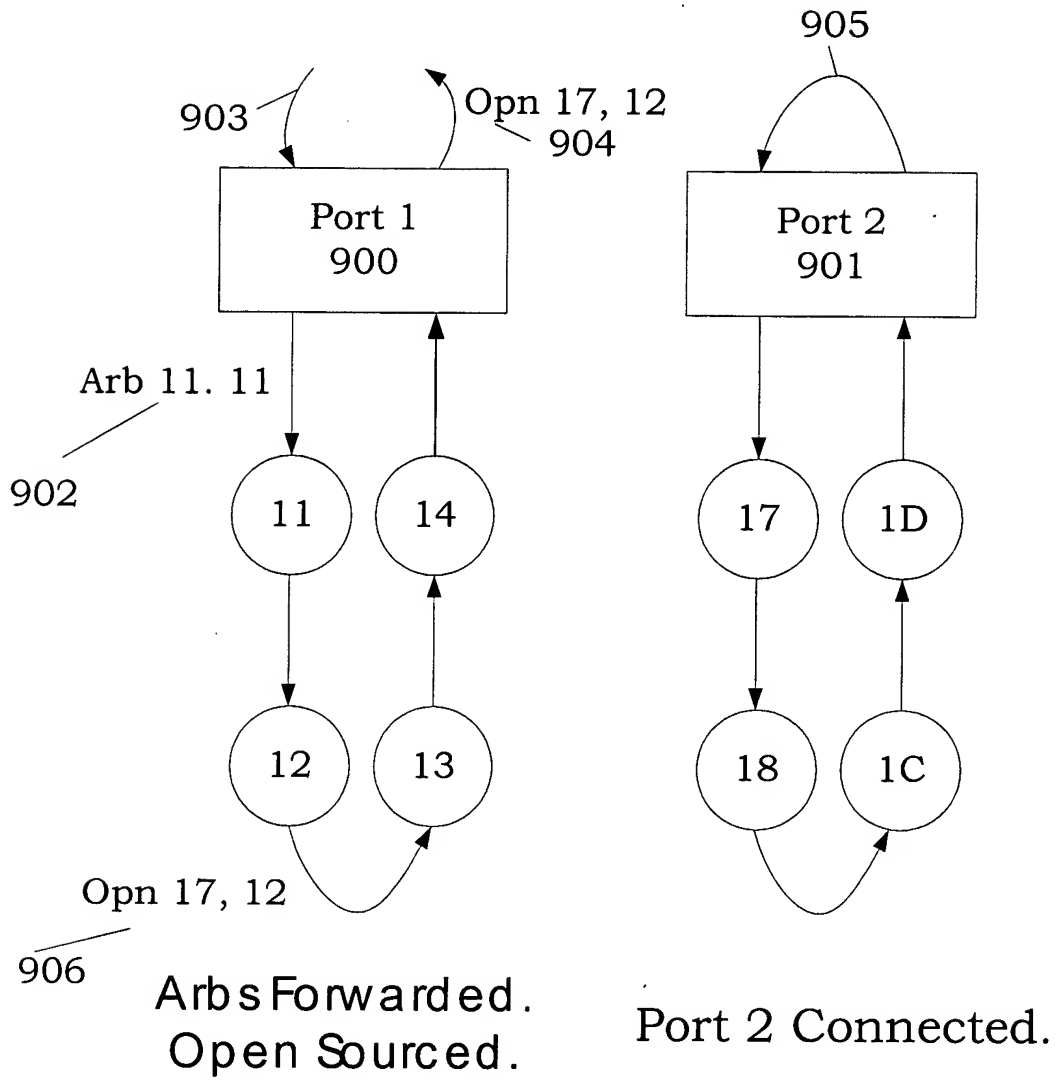 905
903
Opn 17, 12
904
Port 1
900
Port 2
901
Arb 11. 11
902
11
14
17
1D
12
13
18
1C
Opn 17, 12
906
Arbs Forwarded.
Open Sourced.
Port 2 Connected.